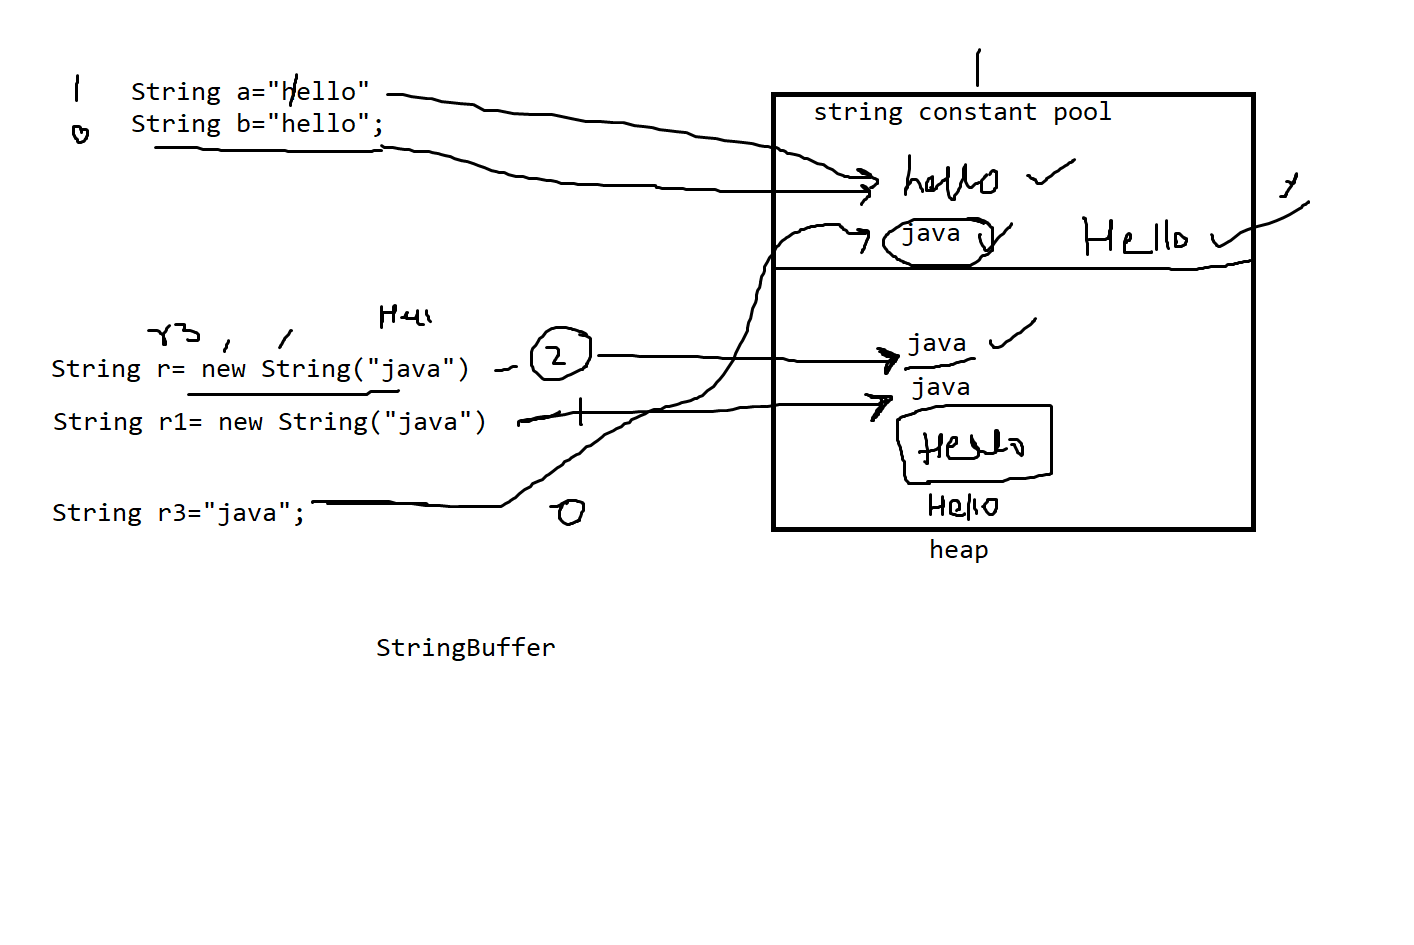 1 String a="hello"
0 String b="hello";
string constant pool
hello
java Hello
r3 Hell
String r= new String("java") 2
java
String r1= new String("java") 1
java
Hello
Hello
String r3="java"; 0
heap
StringBuffer